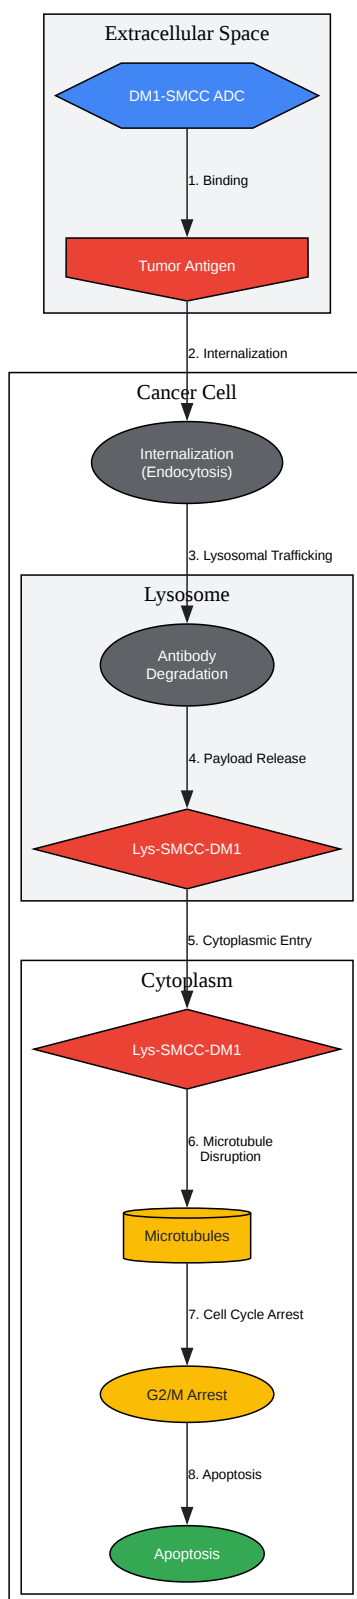 Extracellular Space
DM1-SMCC ADC
1. Binding
Tumor Antigen
2. Internalization
Cancer Cell
Internalization
(Endocytosis)
3. Lysosomal Trafficking
Lysosome
Antibody
Degradation
4. Payload Release
Lys-SMCC-DM1
5. Cytoplasmic Entry
Cytoplasm
Lys-SMCC-DM1
6. Microtubule
Disruption
Microtubules
7. Cell Cycle Arrest
G2/M Arrest
8. Apoptosis
Apoptosis